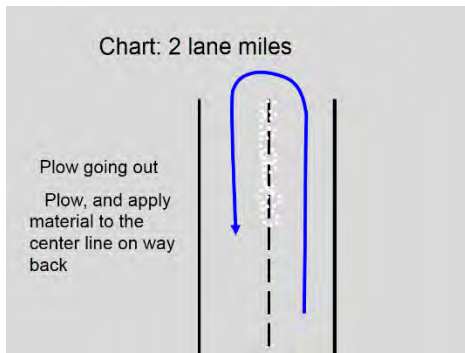 Chart: 2 lane miles
Plow going out
Plow, and apply
material to the
center line on way
back